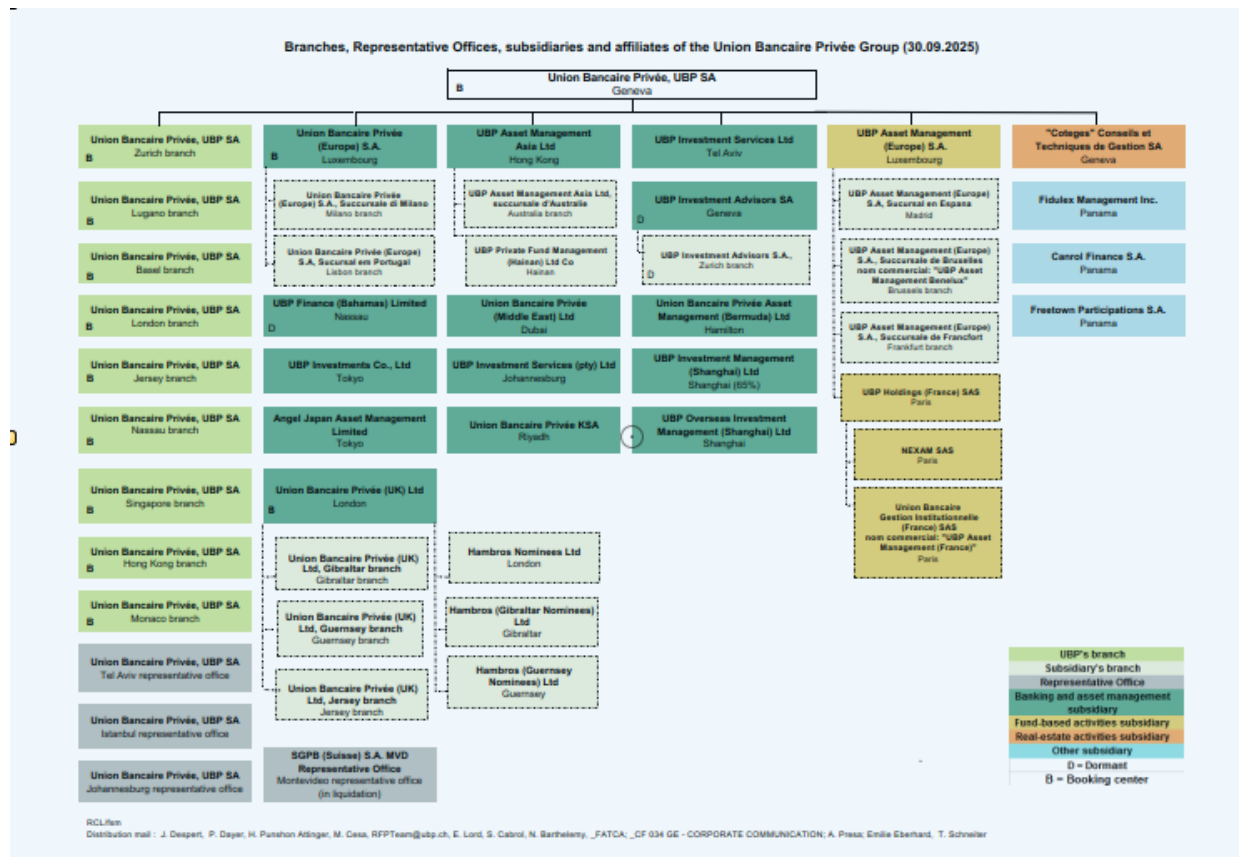 Branches, Representative Offices, subsidiaries and affiliates of the Union Bancaire Privée Group (30.09.2025)
Union Bancaire Privée, UBP SA
B
Geneva
Union Bancaire Privée, UBP SA
Zurich branch
B
Union Bancaire Privée, UBP SA
Lugano branch
B
Union Bancaire Privée, UBP SA
Basel branch
B
Union Bancaire Privée, UBP SA
London branch
B
Union Bancaire Privée, UBP SA
Jersey branch
B
Union Bancaire Privée, UBP SA
Nassau branch
B
Union Bancaire Privée, UBP SA
Singapore branch
B
Union Bancaire Privée, UBP SA
Hong Kong branch
B
Union Bancaire Privée, UBP SA
Monaco branch
B
Union Bancaire Privée, UBP SA
Tel Aviv representative office
Union Bancaire Privée, UBP SA
Istanbul representative office
Union Bancaire Privée, UBP SA
Johannesburg representative office
Union Bancaire Privée
(Europe) S.A.
B
Luxembourg
Union Bancaire Privée
(Europe) S.A., Succursale di Milano
Milano branch
Union Bancaire Privée (Europe)
S.A, Sucursal em Portugal
Lisbon branch
UBP Finance (Bahamas) Limited
Nassau
D
UBP Investments Co., Ltd
Tokyo
Angel Japan Asset Management
Limited
Tokyo
Union Bancaire Privée (UK) Ltd
London
B
Union Bancaire Privée (UK)
Ltd, Gibraltar branch
Gibraltar branch
Union Bancaire Privée (UK)
Ltd, Guernsey branch
Guernsey branch
Union Bancaire Privée (UK)
Ltd, Jersey branch
Jersey branch
SGPB (Suisse) S.A. MVD
Representative Office
Montevideo representative office
(in liquidation)
UBP Asset Management
Asia Ltd
Hong Kong
UBP Asset Management Asia Ltd,
succursale d'Australie
Australia branch
UBP Private Fund Management
(Hainan) Ltd Co
Hainan
Union Bancaire Privée
(Middle East) Ltd
Dubai
UBP Investment Services (pty) Ltd
Johannesburg
Union Bancaire Privée KSA
Riyadh
Hambros Nominees Ltd
London
Hambros (Gibraltar Nominees)
Ltd
Gibraltar
Hambros (Guernsey
Nominees) Ltd
Guernsey
UBP Investment Services Ltd
Tel Aviv
UBP Investment Advisors SA
Geneva
D
UBP Investment Advisors S.A.,
Zurich branch
D
Union Bancaire Privée Asset
Management (Bermuda) Ltd
Hamilton
UBP Investment Management
(Shanghai) Ltd
Shanghai (65%)
UBP Overseas Investment
Management (Shanghai) Ltd
Shanghai
UBP Asset Management
(Europe) S.A.
Luxembourg
UBP Asset Management (Europe)
S.A, Sucursal en Espana
Madrid
UBP Asset Management (Europe)
S.A., Succursale de Bruxelles
nom commercial: "UBP Asset
Management Benelux"
Brussels branch
UBP Asset Management (Europe)
S.A., Succursale de Francfort
Frankfurt branch
UBP Holdings (France) SAS
Paris
NEXAM SAS
Paris
Union Bancaire
Gestion Institutionnelle
(France) SAS
nom commercial: "UBP Asset
Management (France)"
Paris
"Coteges" Conseils et
Techniques de Gestion SA
Geneva
Fidulex Management Inc.
Panama
Canrol Finance S.A.
Panama
Freetown Participations S.A.
Panama
UBP's branch
Subsidiary's branch
Representative Office
Banking and asset management
subsidiary
Fund-based activities subsidiary
Real-estate activities subsidiary
Other subsidiary
D = Dormant
B = Booking center
Distribution mail : J. Despert, P. Dayer, H. Punshon Attinger, M. Cesa, RFPTeam@ubp.ch, E. Lord, S. Cabrol, N. Barthelemy, _FATCA; _CF 034 GE - CORPORATE COMMUNICATION; A. Presa; Emilie Eberhard, T. Schneiter